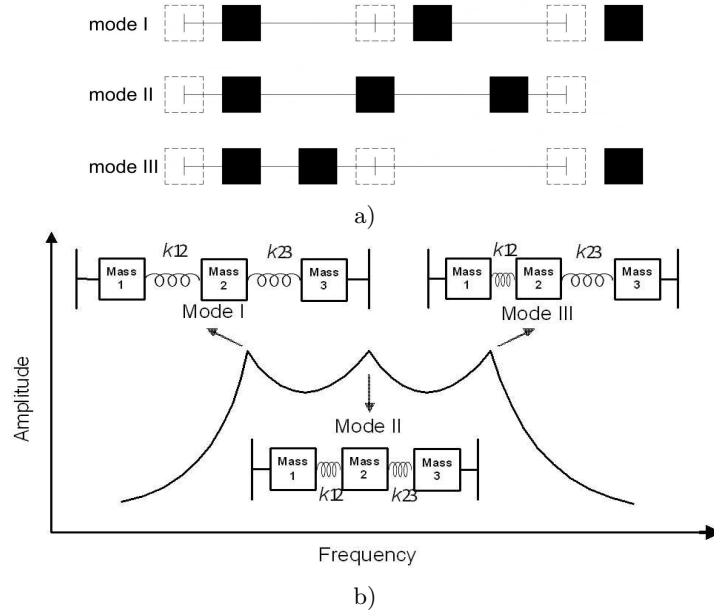 mode I
mode II
mode III
a)
k12 k23 k12 k23
Mass 1 Mass 2 Mass 3 Mass 1 Mass 2 Mass 3
Mode I Mode III
Amplitude
Mode II
Mass 1 Mass 2 Mass 3
k12 k23
Frequency
b)